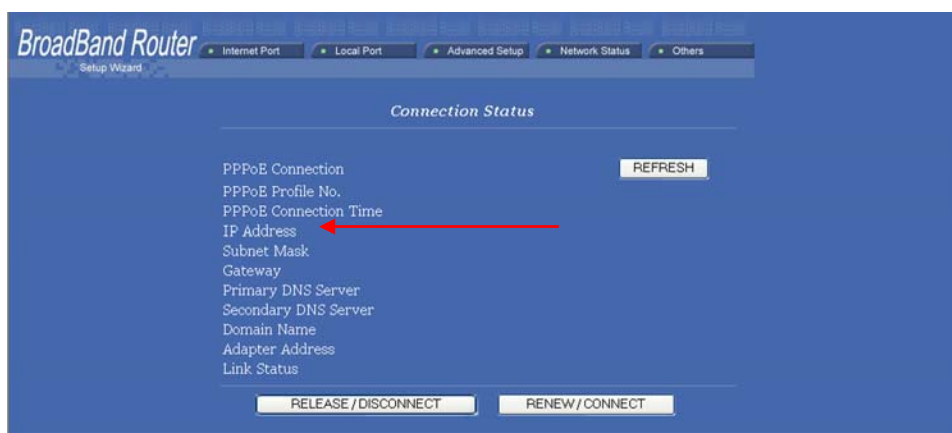 BroadBand Router
Setup Wizard
Internet Port Local Port Advanced Setup Network Status Others
Connection Status
PPPoE Connection REFRESH
PPPoE Profile No.
PPPoE Connection Time
IP Address
Subnet Mask
Gateway
Primary DNS Server
Secondary DNS Server
Domain Name
Adapter Address
Link Status
RELEASE/DISCONNECT RENEW/CONNECT